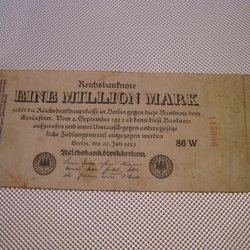 Reichsbanknote
EINE MILLION MARK
zahlt die Reichsbankhauptkasse in Berlin gegen diese Banknote dem
Einlieferer. Vom 1. September 1923 ab kann diese Banknote
aufgerufen und unter Umtausch gegen andere gesetz-
liche Zahlungsmittel eingezogen werden
Berlin, den 25. Juli 1923
86 W
Reichsbankdirektorium